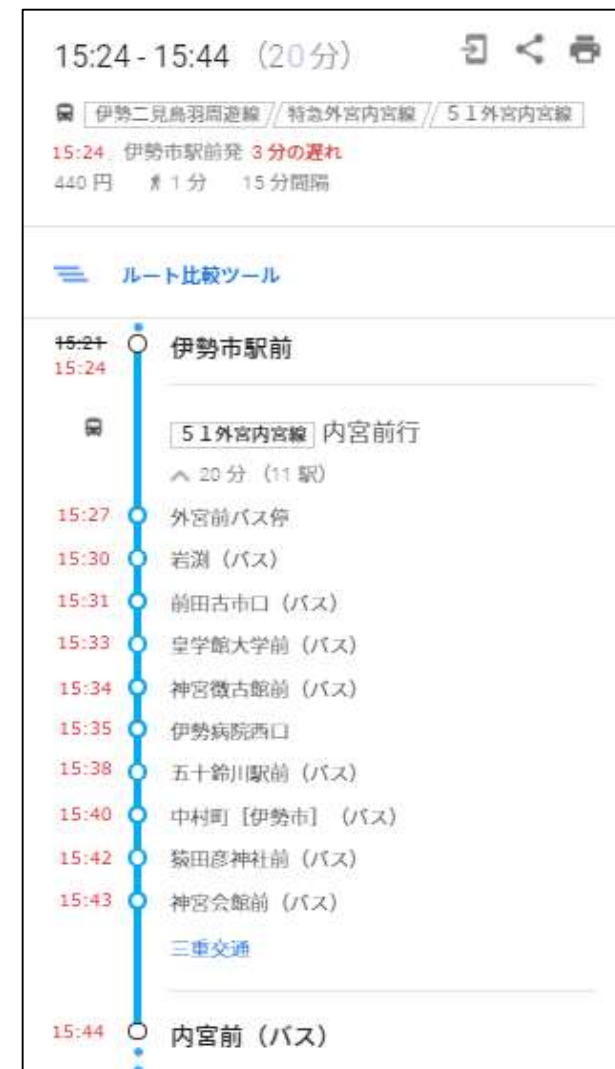 15:24 - 15:44 （20分）
伊勢二見鳥羽周遊線 // 特急外宮内宮線 // 51外宮内宮線
15:24 伊勢市駅前発 3分の遅れ
440円 1分 15分間隔
ルート比較ツール
15:21 伊勢市駅前
15:24
51外宮内宮線 内宮前行
20分 （11駅）
15:27 外宮前バス停
15:30 岩渕（バス）
15:31 前田古市口（バス）
15:33 皇学館大学前（バス）
15:34 神宮徴古館前（バス）
15:35 伊勢病院西口
15:38 五十鈴川駅前（バス）
15:40 中村町［伊勢市］（バス）
15:42 猿田彦神社前（バス）
15:43 神宮会館前（バス）
三重交通
15:44 内宮前（バス）